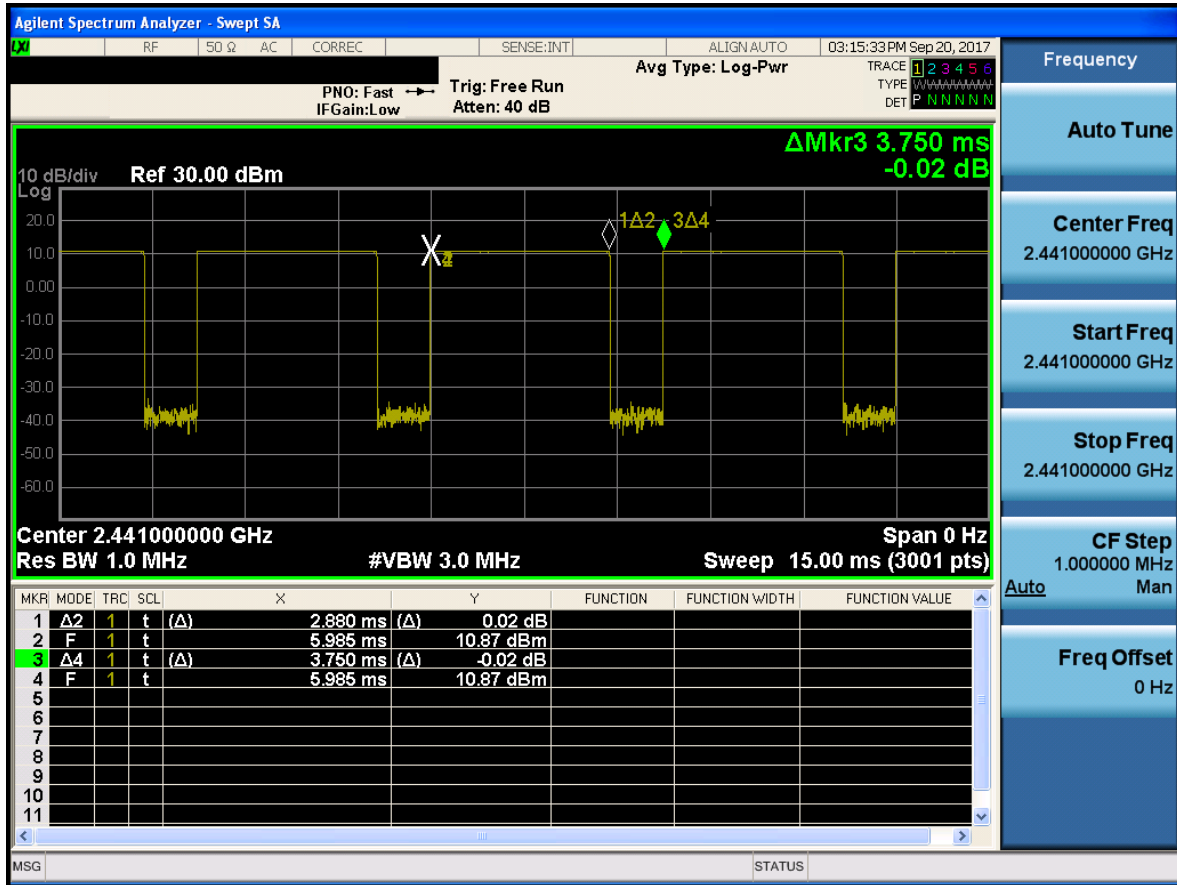 Agilent Spectrum Analyzer - Swept SA
LXI RF 50 Ω AC CORREC SENSE:INT ALIGN AUTO 03:15:33 PM Sep 20, 2017
PNO: Fast
IFGain:Low
Trig: Free Run
Atten: 40 dB
Avg Type: Log-Pwr
TRACE 1 2 3 4 5 6
TYPE
DET P N N N N N
ΔMkr3 3.750 ms
-0.02 dB
10 dB/div Ref 30.00 dBm
Log
20.0
10.0
0.00
-10.0
-20.0
-30.0
-40.0
-50.0
-60.0
1Δ2 3Δ4
X
Center 2.441000000 GHz Span 0 Hz
Res BW 1.0 MHz #VBW 3.0 MHz Sweep 15.00 ms (3001 pts)
MKR MODE TRC SCL X Y FUNCTION FUNCTION WIDTH FUNCTION VALUE
1 Δ2 1 t (Δ) 2.880 ms (Δ) 0.02 dB
2 F 1 t 5.985 ms 10.87 dBm
3 Δ4 1 t (Δ) 3.750 ms (Δ) -0.02 dB
4 F 1 t 5.985 ms 10.87 dBm
5
6
7
8
9
10
11
MSG STATUS
Frequency
Auto Tune
Center Freq
2.441000000 GHz
Start Freq
2.441000000 GHz
Stop Freq
2.441000000 GHz
CF Step
1.000000 MHz
Auto Man
Freq Offset
0 Hz